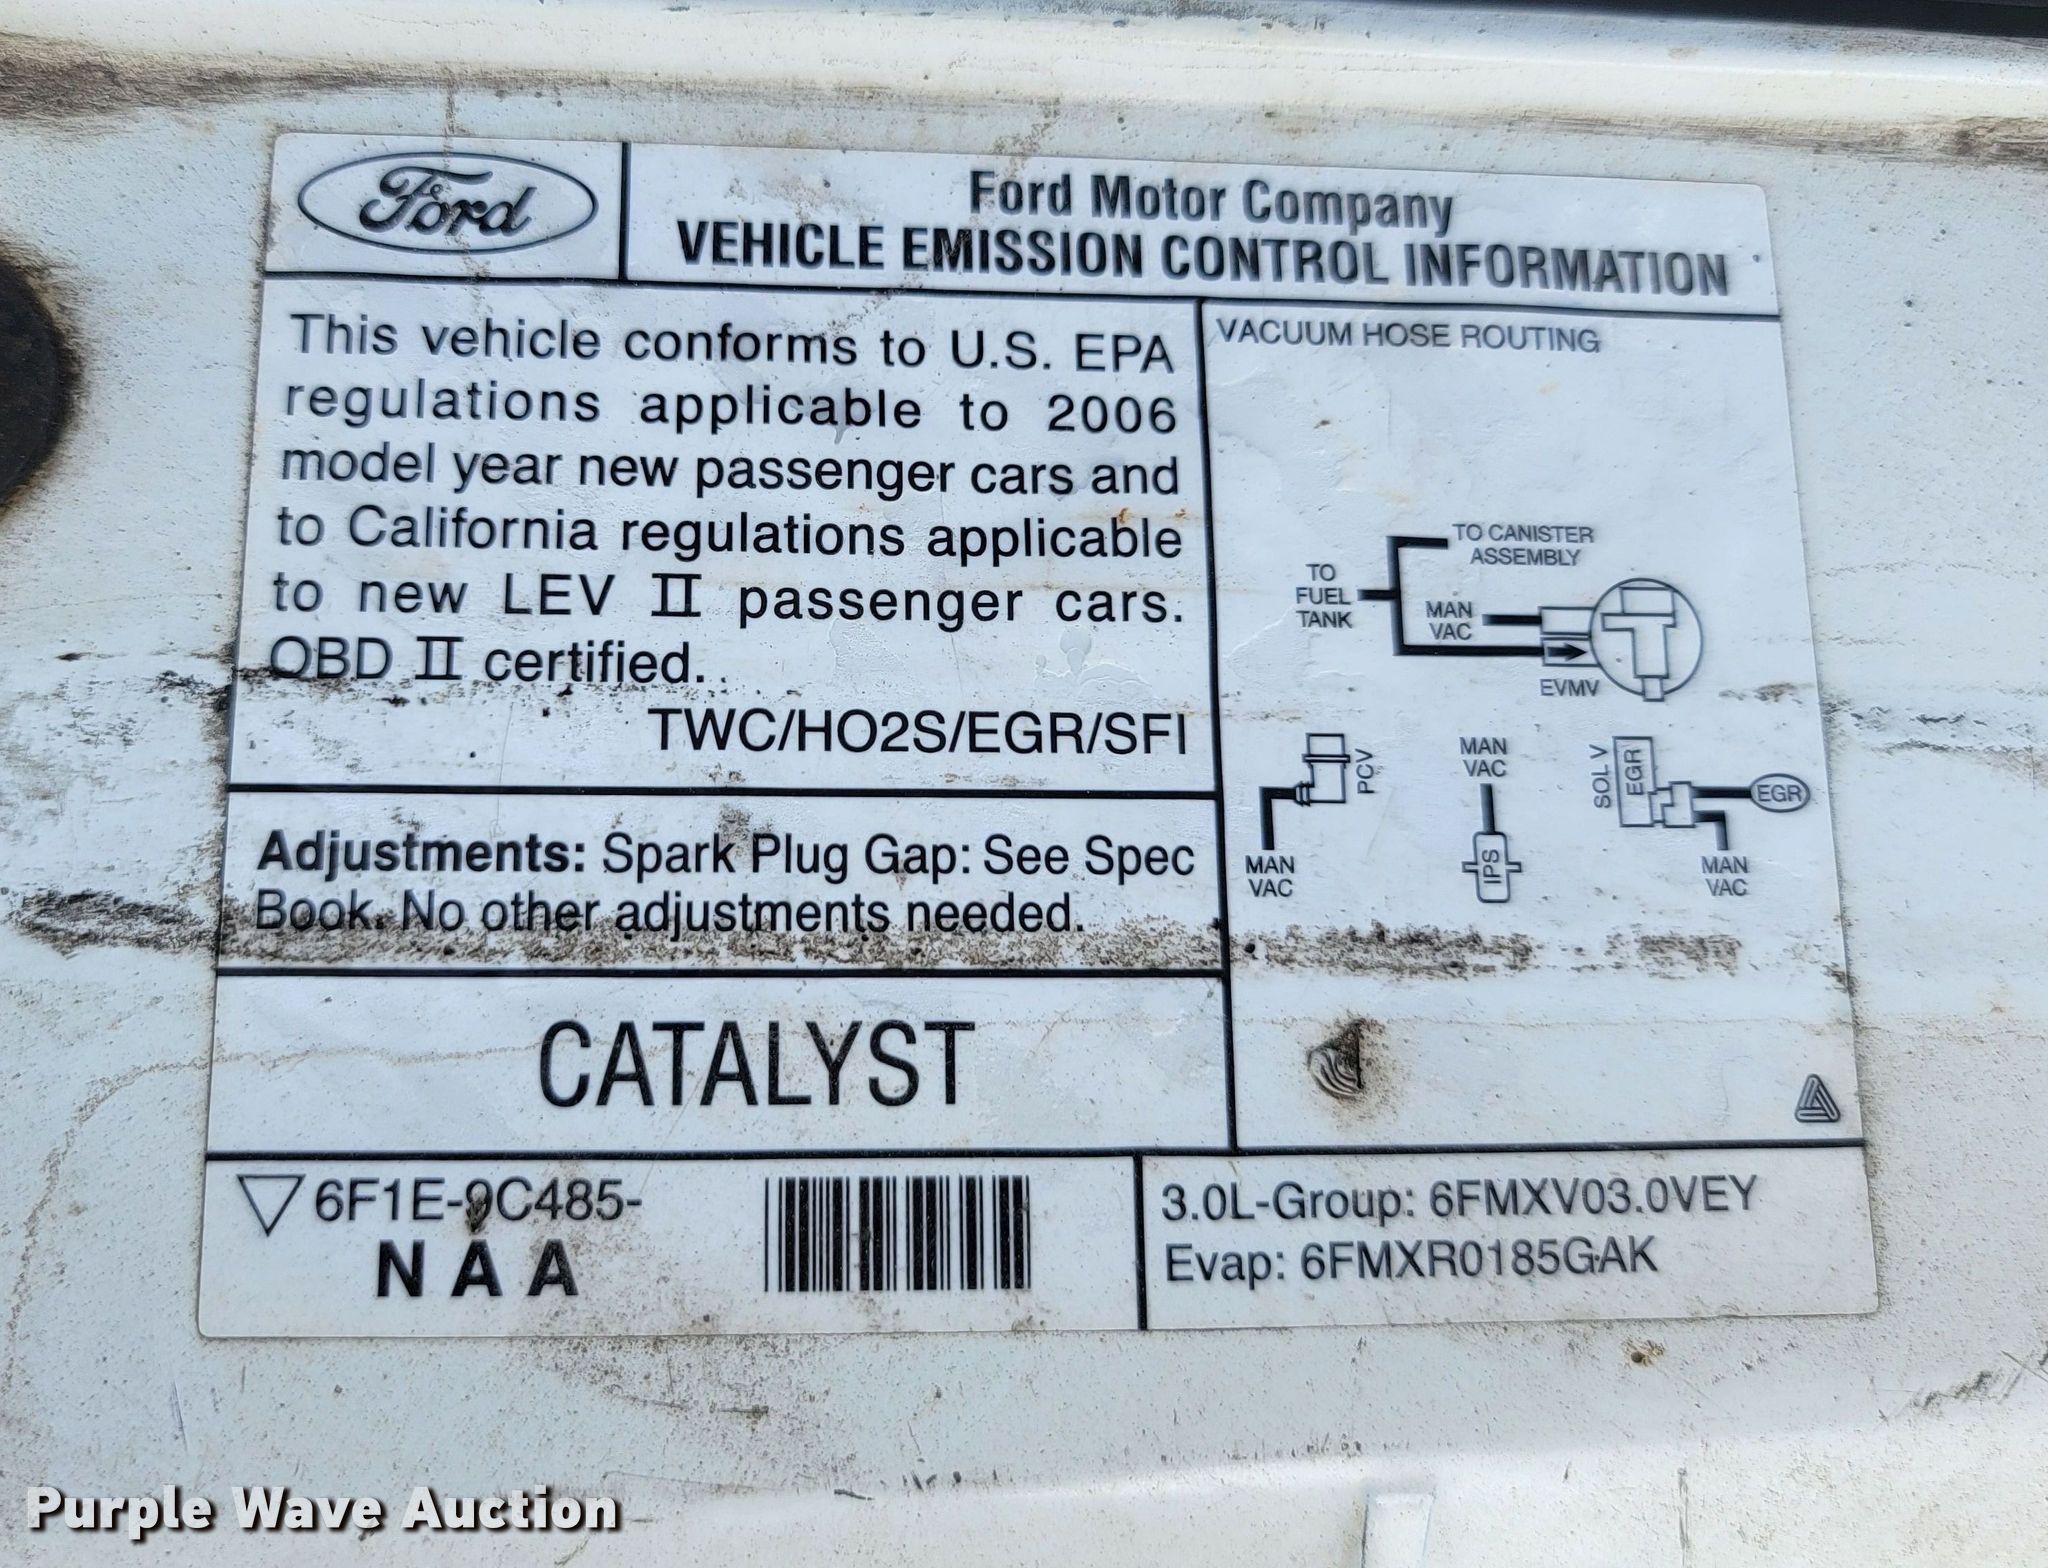 Ford
Ford Motor Company
VEHICLE EMISSION CONTROL INFORMATION
This vehicle conforms to U.S. EPA
regulations applicable to 2006
model year new passenger cars and
to California regulations applicable
to new LEV II passenger cars.
OBD II certified.
TWC/HO2S/EGR/SFI
Adjustments: Spark Plug Gap: See Spec
Book. No other adjustments needed.
CATALYST
VACUUM HOSE ROUTING
TO CANISTER
ASSEMBLY
TO
FUEL
TANK
MAN
VAC
EVMV
PCV
MAN
VAC
MAN
VAC
IPS
SOL V
EGR
EGR
MAN
VAC
6F1E-9C485-
N A A
3.0L-Group: 6FMXV03.0VEY
Evap: 6FMXR0185GAK
Purple Wave Auction